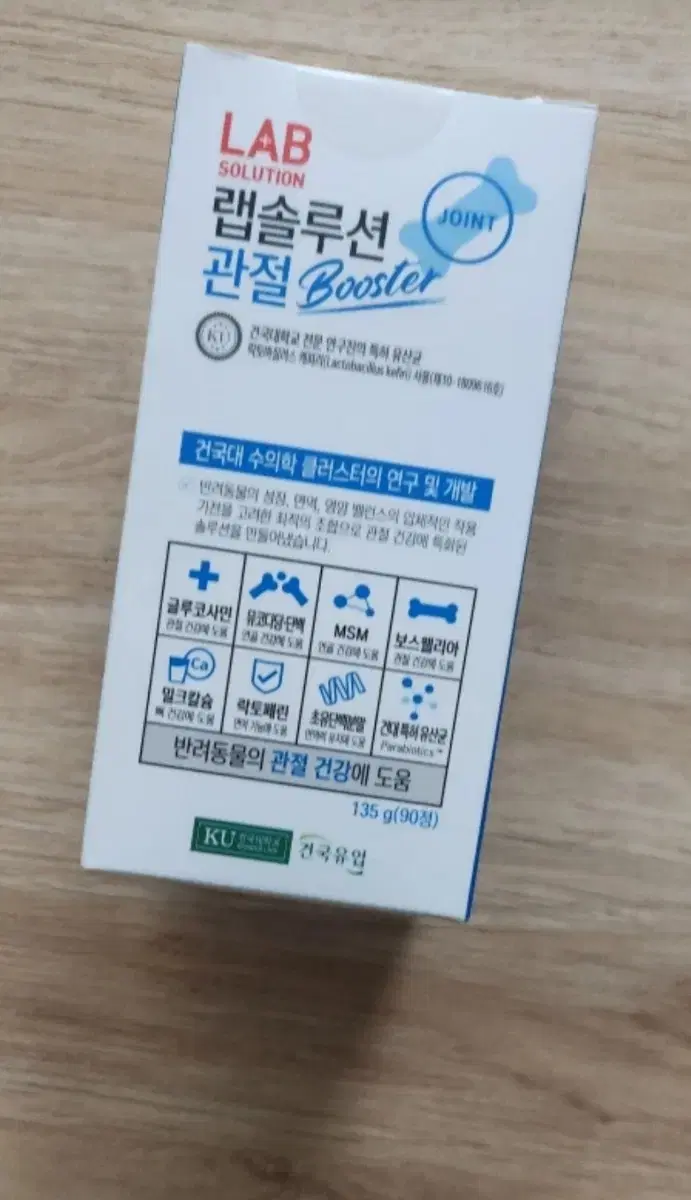 LAB
SOLUTION
랩솔루션
JOINT
관절 Booster
KU
건국대학교 전문 연구진의 특허 유산균
락토바실러스 케피리(Lactobacillus kefiri) 사용(제10-1809616호)
건국대 수의학 클러스터의 연구 및 개발
반려동물의 성장, 면역, 영양 밸런스의 입체적인 작용
기전을 고려한 최적의 조합으로 관절 건강에 특화된
솔루션을 만들어냈습니다.
글루코사민
관절 건강에 도움
뮤코다당·단백
연골 건강에 도움
MSM
연골 건강에 도움
보스웰리아
관절 건강에 도움
Ca
밀크칼슘
뼈 건강에 도움
락토페린
면역 기능에 도움
초유단백분말
면역력 유지에 도움
건대 특허 유산균
Parabiotics™
반려동물의 관절 건강에 도움
135 g(90정)
KU 건국대학교
건국유업